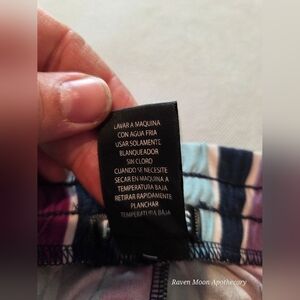 LAVAR A MAQUINA
CON AGUA FRIA
USAR SOLAMENTE
BLANQUEADOR
SIN CLORO
CUANDO SE NECESITE
SECAR EN MAQUINA A
TEMPERATURA BAJA
RETIRAR RAPIDAMENTE
PLANCHAR
TEMPERATURA BAJA
Raven Moon Apothecary